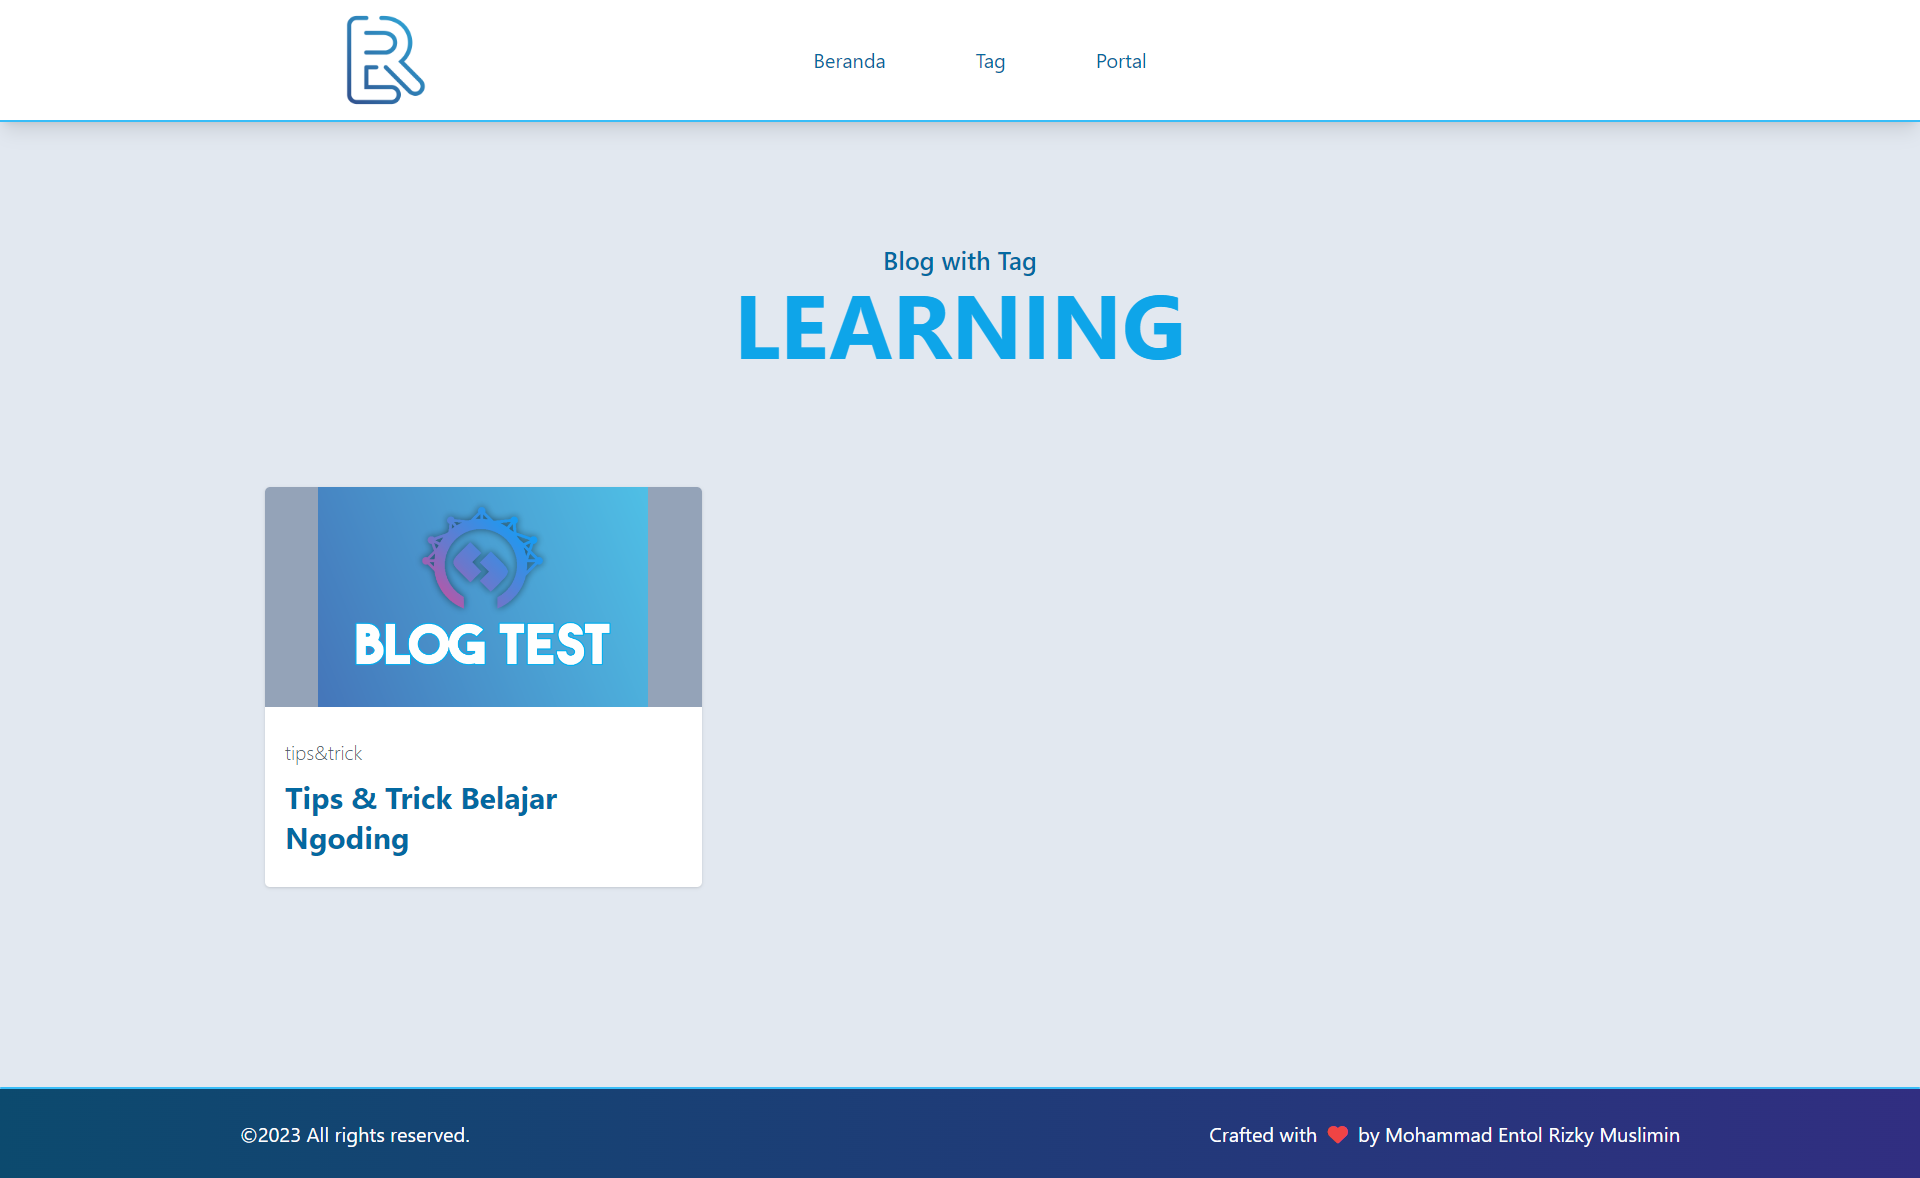 Beranda Tag Portal
Blog with Tag
LEARNING
BLOG TEST
tips&trick
Tips & Trick Belajar
Ngoding
©2023 All rights reserved.
Crafted with by Mohammad Entol Rizky Muslimin